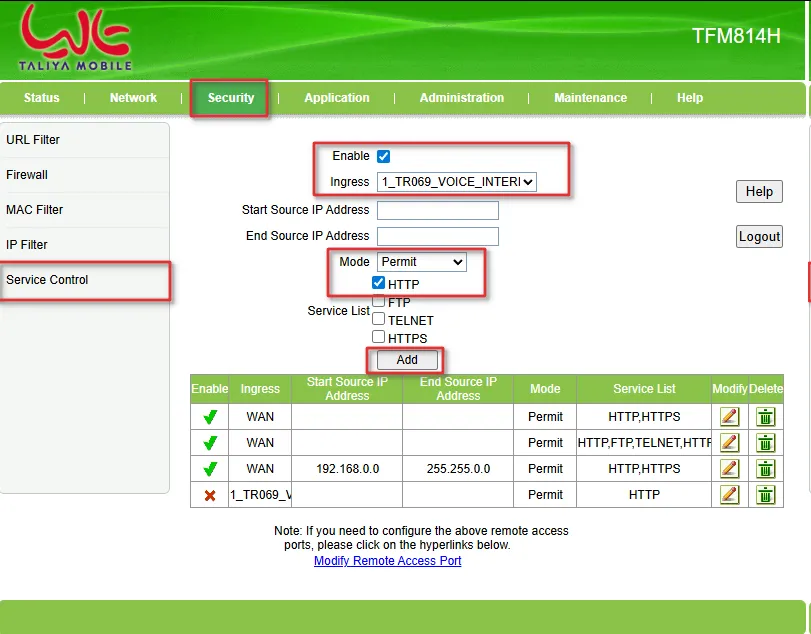 TALIYA MOBILE
TFM814H
Status | Network | Security | Application | Administration | Maintenance | Help
URL Filter
Firewall
MAC Filter
IP Filter
Service Control
Enable
Ingress 1_TR069_VOICE_INTERI
Start Source IP Address
End Source IP Address
Mode Permit
HTTP
Service List
FTP
TELNET
HTTPS
Add
Help
Logout
Enable Ingress Start Source IP Address End Source IP Address Mode Service List Modify Delete
WAN Permit HTTP,HTTPS
WAN Permit HTTP,FTP,TELNET,HTTP
WAN 192.168.0.0 255.255.0.0 Permit HTTP,HTTPS
1_TR069_V Permit HTTP
Note: If you need to configure the above remote access
ports, please click on the hyperlinks below.
Modify Remote Access Port